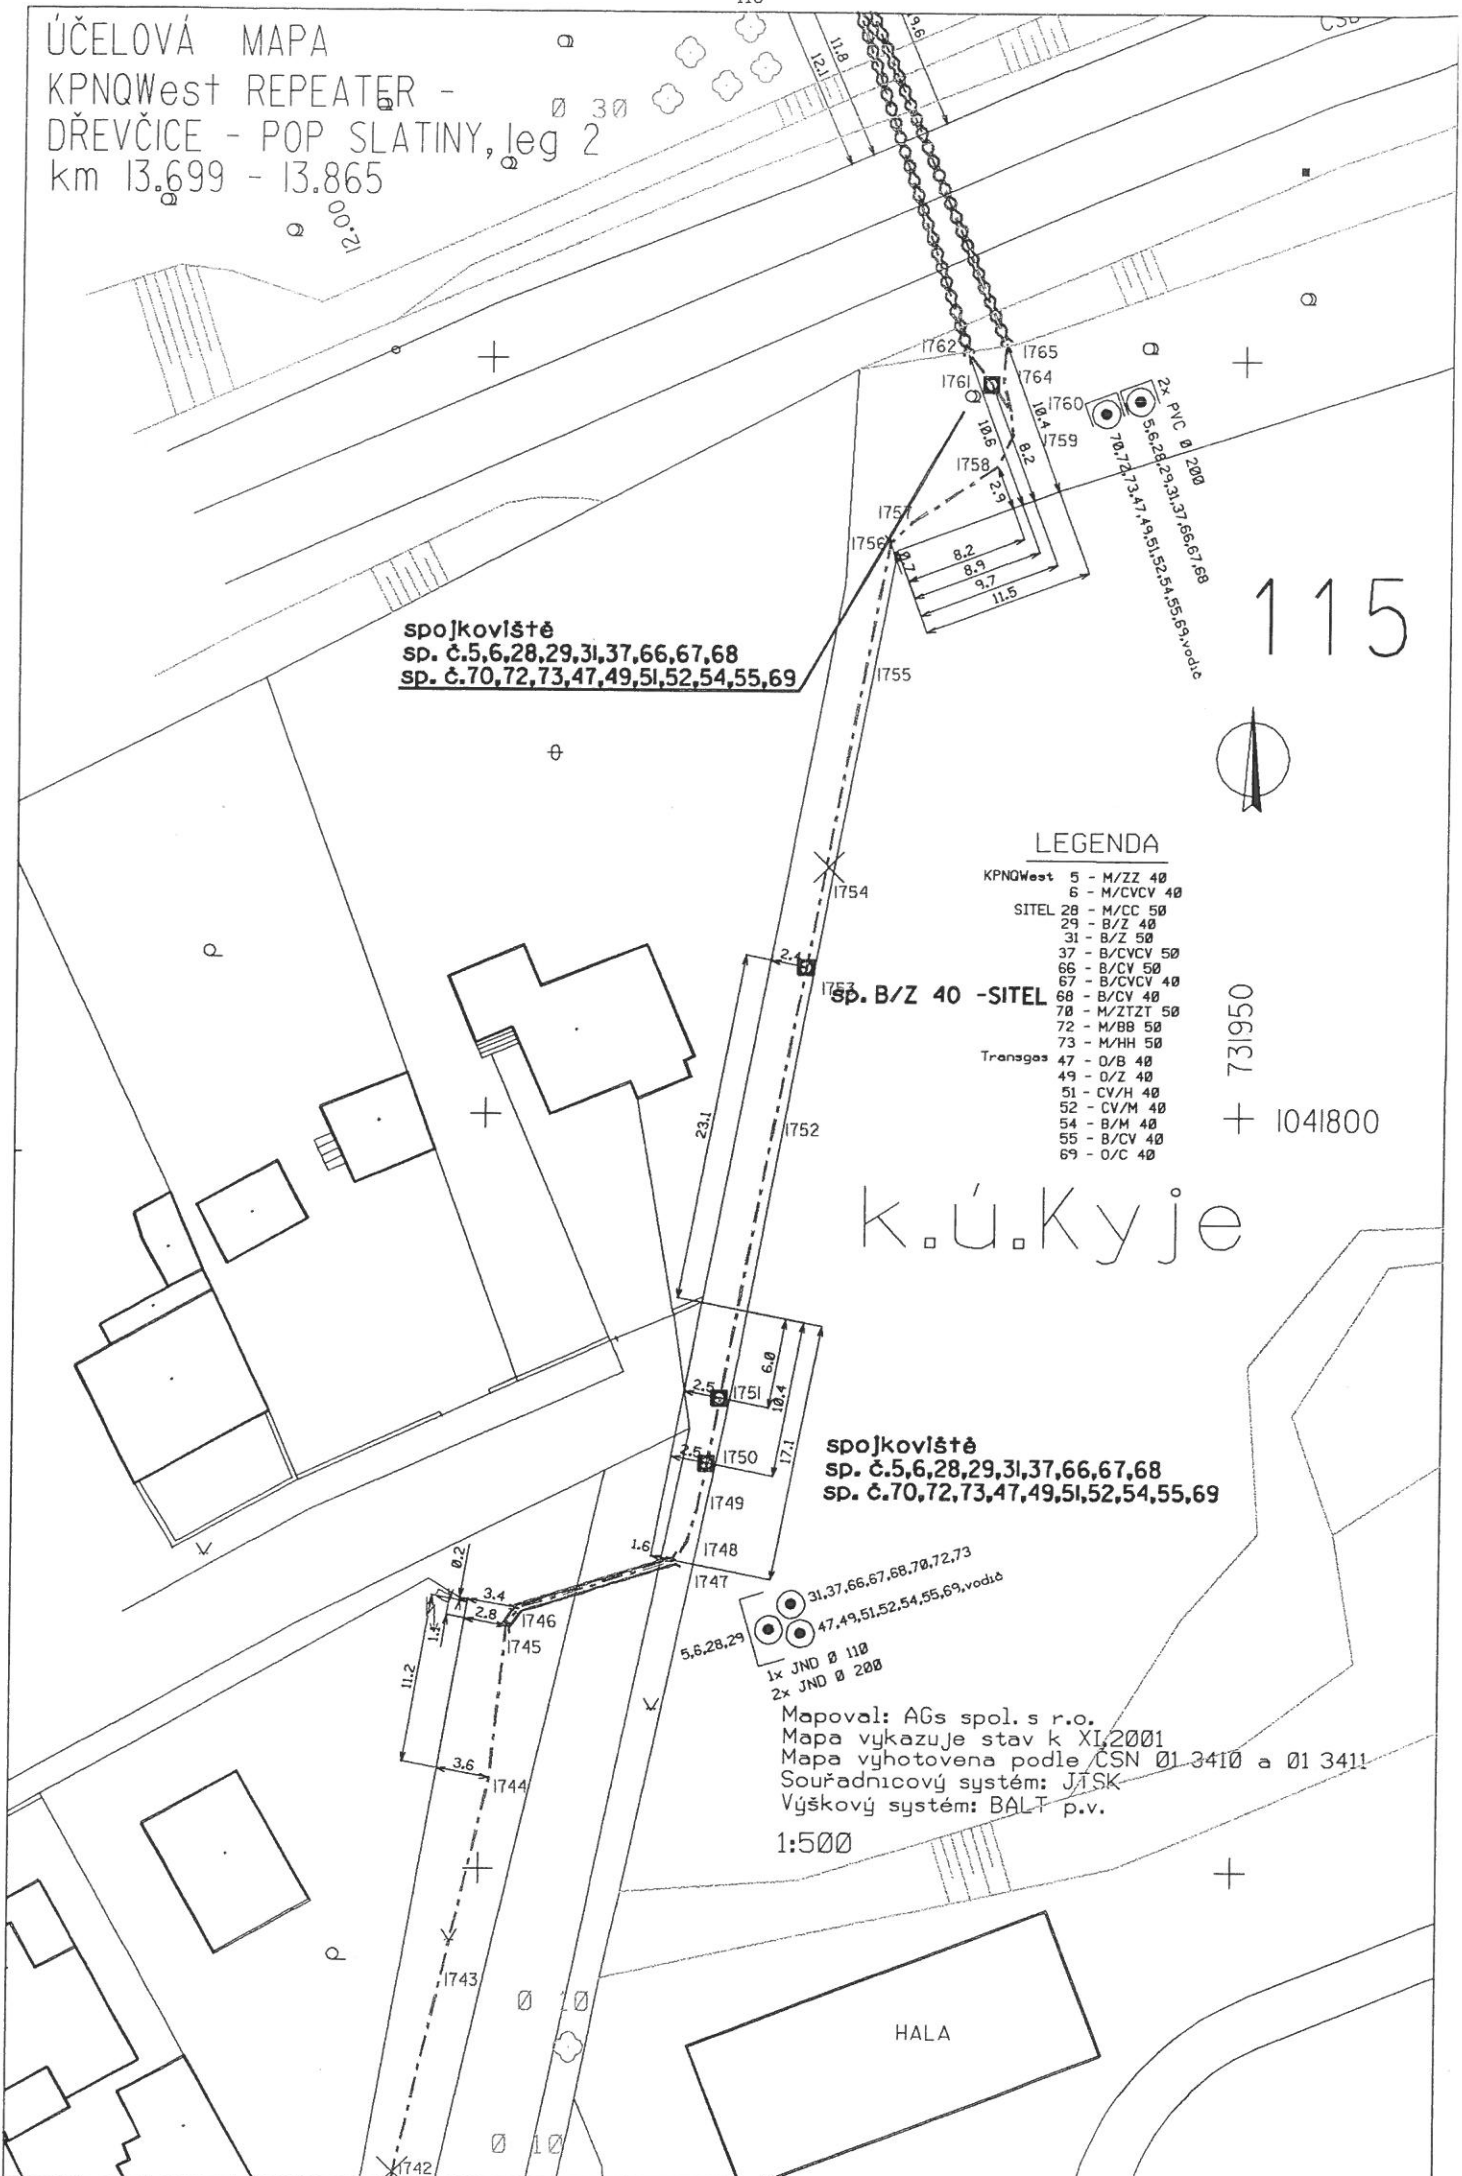 ÚČELOVÁ MAPA
KPNQWest REPEATER -
DŘEVČICE - POP SLATINY, leg 2
km 13.699 - 13.865
Ø 30
12.00
11.8
12.1
9.6
1762
1765
1761
1764
1760
1759
1758
1757
1756
10.6
10.4
8.2
2.9
0.7
8.2
8.9
9.7
11.5
2x PVC Ø 200
5,6,28,29,31,37,66,67,68
70,72,73,47,49,51,52,54,55,69,vodič
115
spojkoviště
sp. č.5,6,28,29,31,37,66,67,68
sp. č.70,72,73,47,49,51,52,54,55,69
1755
1754
2.4
1753
sp. B/Z 40 -SITEL
LEGENDA
KPNQWest 5 - M/ZZ 40
6 - M/CVCV 40
SITEL 28 - M/CC 50
29 - B/Z 40
31 - B/Z 50
37 - B/CVCV 50
66 - B/CV 50
67 - B/CVCV 40
68 - B/CV 40
70 - M/ZTZT 50
72 - M/BB 50
73 - M/HH 50
Transgas 47 - O/B 40
49 - O/Z 40
51 - CV/H 40
52 - CV/M 40
54 - B/M 40
55 - B/CV 40
69 - O/C 40
731950
1041800
23.1
1752
k.ú.Kyje
6.0
10.4
17.1
2.5
1751
2.5
1750
1749
spojkoviště
sp. č.5,6,28,29,31,37,66,67,68
sp. č.70,72,73,47,49,51,52,54,55,69
1.6
1748
1747
0.2
3.4
2.8
1746
1745
1.1
11.2
31,37,66,67,68,70,72,73
47,49,51,52,54,55,69,vodič
5,6,28,29
1x JND Ø 110
2x JND Ø 200
3.6
1744
Mapoval: AGs spol. s r.o.
Mapa vykazuje stav k XI.2001
Mapa vyhotovena podle ČSN 01 3410 a 01 3411
Souřadnicový systém: JTSK
Výškový systém: BALT p.v.
1:500
1743
Ø 10
HALA
Ø 10
1742